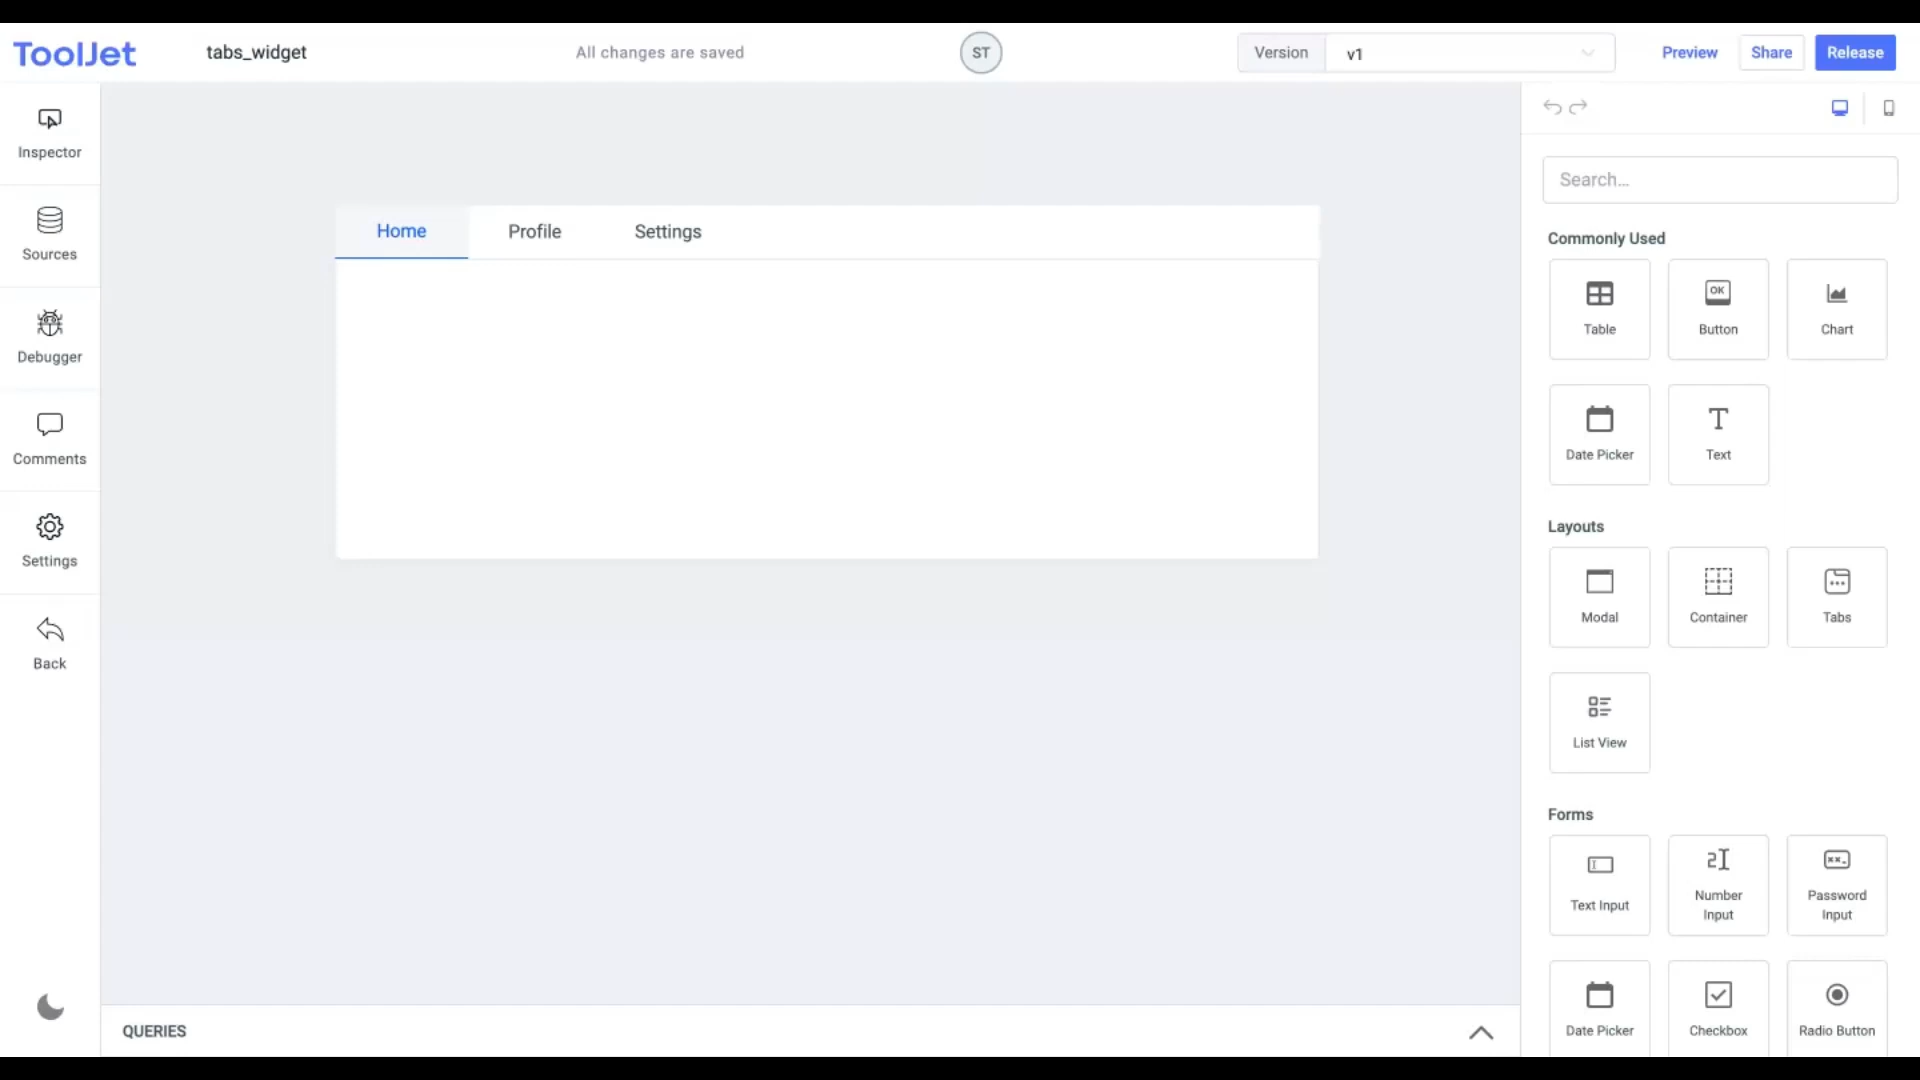 ToolJet
tabs_widget
All changes are saved
ST
Version
v1
Preview
Share
Release
Inspector
Sources
Debugger
Comments
Settings
Back
Home
Profile
Settings
QUERIES
Search...
Commonly Used
Table
OK
Button
Chart
Date Picker
Text
Layouts
Modal
Container
Tabs
List View
Forms
Text Input
Number
Input
Password
Input
Date Picker
Checkbox
Radio Button